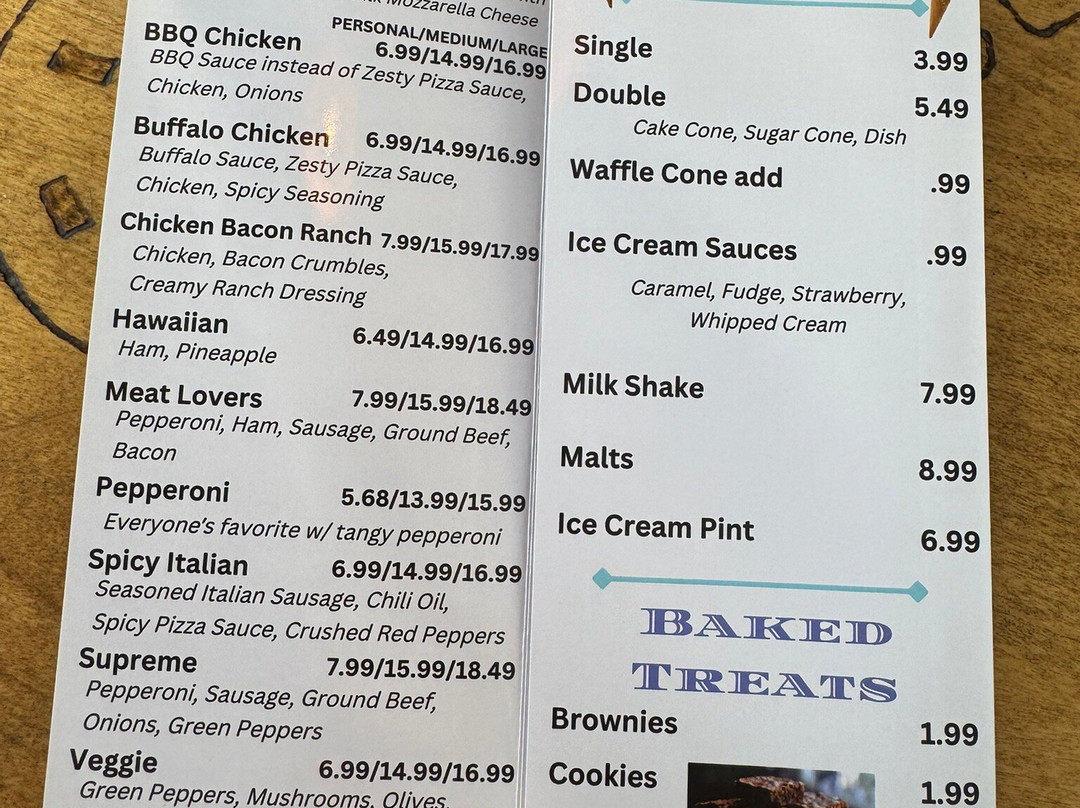 Mozzarella Cheese
PERSONAL/MEDIUM/LARGE
BBQ Chicken 6.99/14.99/16.99
BBQ Sauce instead of Zesty Pizza Sauce,
Chicken, Onions
Buffalo Chicken 6.99/14.99/16.99
Buffalo Sauce, Zesty Pizza Sauce,
Chicken, Spicy Seasoning
Chicken Bacon Ranch 7.99/15.99/17.99
Chicken, Bacon Crumbles,
Creamy Ranch Dressing
Hawaiian 6.49/14.99/16.99
Ham, Pineapple
Meat Lovers 7.99/15.99/18.49
Pepperoni, Ham, Sausage, Ground Beef,
Bacon
Pepperoni 5.68/13.99/15.99
Everyone's favorite w/ tangy pepperoni
Spicy Italian 6.99/14.99/16.99
Seasoned Italian Sausage, Chili Oil,
Spicy Pizza Sauce, Crushed Red Peppers
Supreme 7.99/15.99/18.49
Pepperoni, Sausage, Ground Beef,
Onions, Green Peppers
Veggie 6.99/14.99/16.99
Green Peppers, Mushrooms, Olives,
Single 3.99
Double 5.49
Cake Cone, Sugar Cone, Dish
Waffle Cone add .99
Ice Cream Sauces .99
Caramel, Fudge, Strawberry,
Whipped Cream
Milk Shake 7.99
Malts 8.99
Ice Cream Pint 6.99
BAKED
TREATS
Brownies 1.99
Cookies 1.99